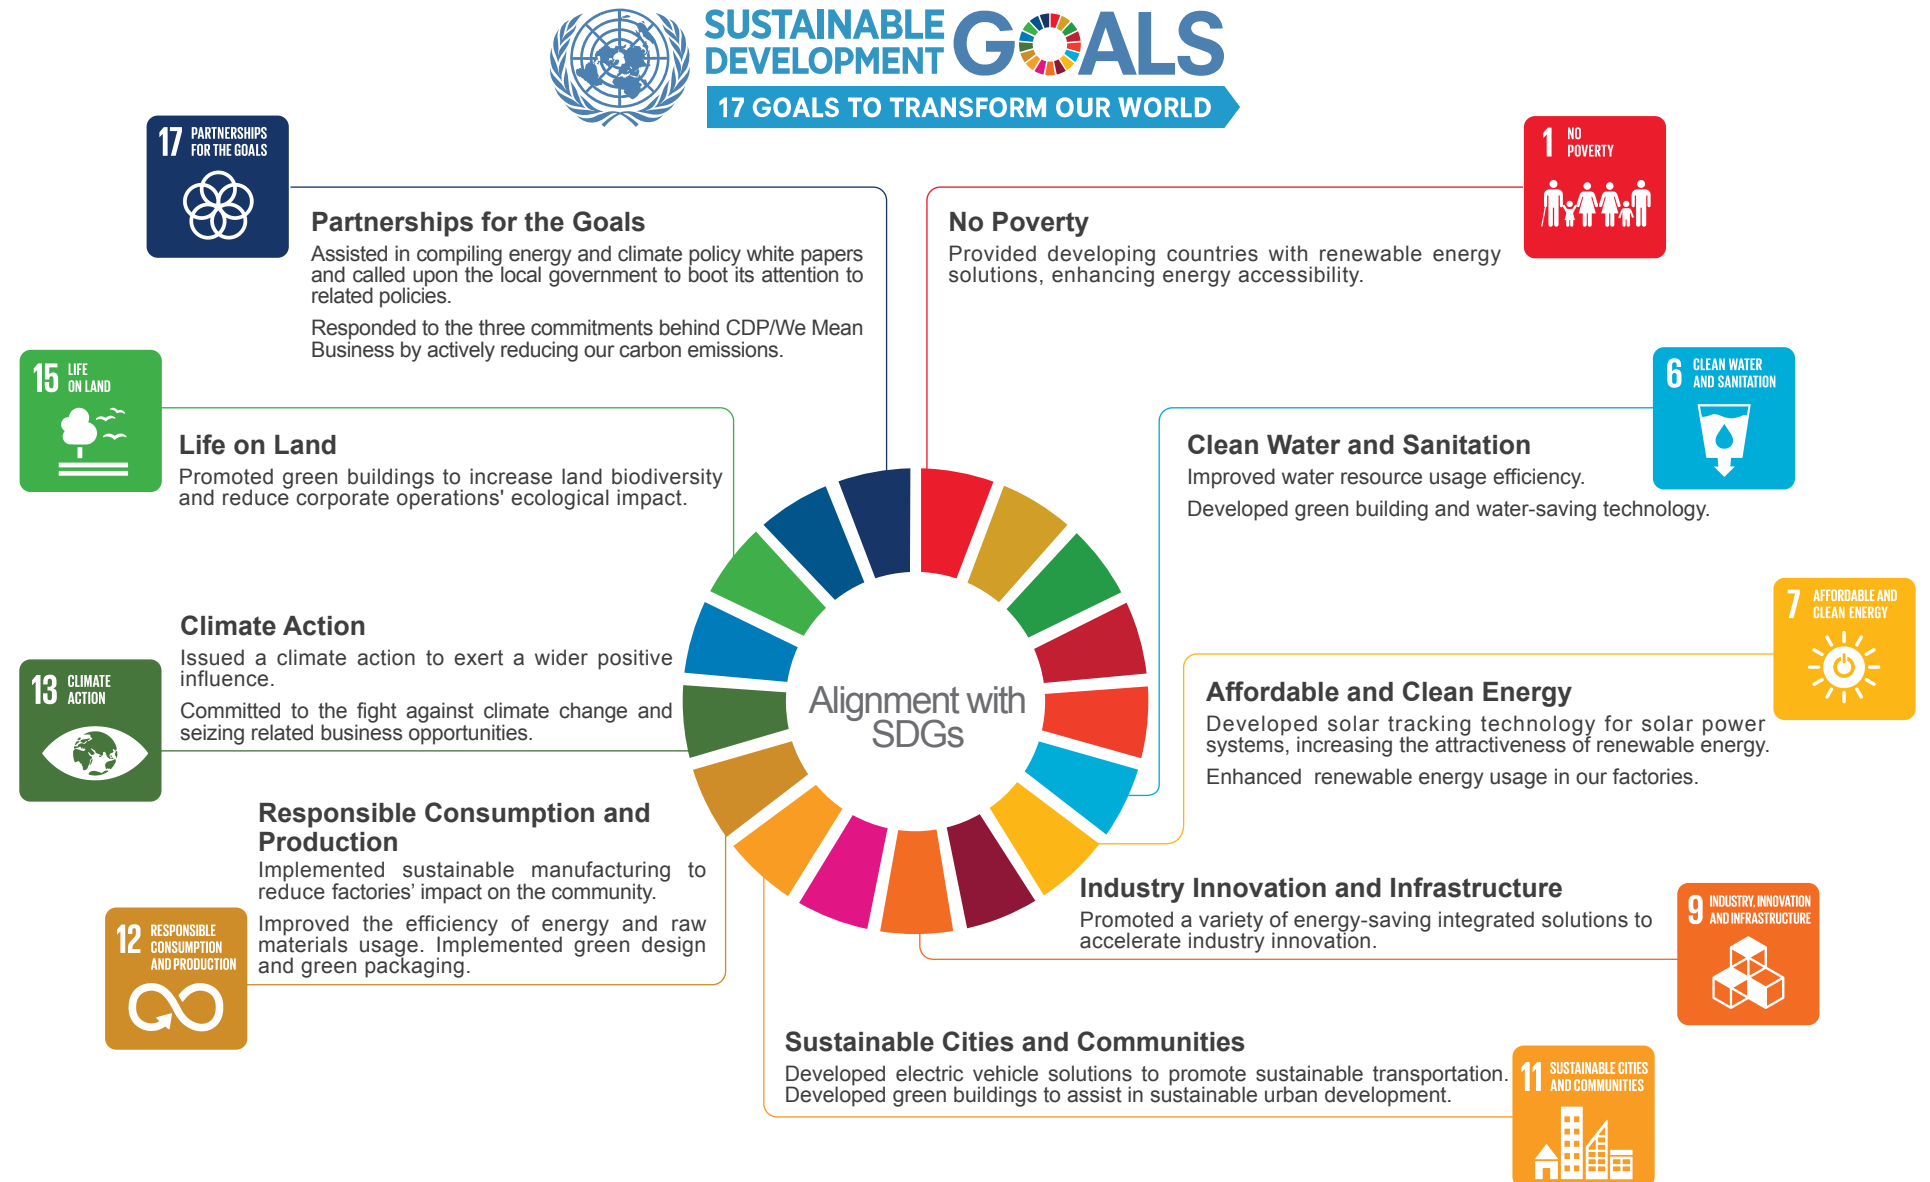 SUSTAINABLE
DEVELOPMENT
GOALS
17 GOALS TO TRANSFORM OUR WORLD
17 PARTNERSHIPS
FOR THE GOALS
Partnerships for the Goals
Assisted in compiling energy and climate policy white papers
and called upon the local government to boot its attention to
related policies.
Responded to the three commitments behind CDP/We Mean
Business by actively reducing our carbon emissions.
1 NO
POVERTY
No Poverty
Provided developing countries with renewable energy
solutions, enhancing energy accessibility.
15 LIFE
ON LAND
Life on Land
Promoted green buildings to increase land biodiversity
and reduce corporate operations' ecological impact.
6 CLEAN WATER
AND SANITATION
Clean Water and Sanitation
Improved water resource usage efficiency.
Developed green building and water-saving technology.
13 CLIMATE
ACTION
Climate Action
Issued a climate action to exert a wider positive
influence.
Committed to the fight against climate change and
seizing related business opportunities.
Alignment with
SDGs
7 AFFORDABLE AND
CLEAN ENERGY
Affordable and Clean Energy
Developed solar tracking technology for solar power
systems, increasing the attractiveness of renewable energy.
Enhanced renewable energy usage in our factories.
12 RESPONSIBLE
CONSUMPTION
AND PRODUCTION
Responsible Consumption and
Production
Implemented sustainable manufacturing to
reduce factories’ impact on the community.
Improved the efficiency of energy and raw
materials usage. Implemented green design
and green packaging.
9 INDUSTRY, INNOVATION
AND INFRASTRUCTURE
Industry Innovation and Infrastructure
Promoted a variety of energy-saving integrated solutions to
accelerate industry innovation.
11 SUSTAINABLE CITIES
AND COMMUNITIES
Sustainable Cities and Communities
Developed electric vehicle solutions to promote sustainable transportation.
Developed green buildings to assist in sustainable urban development.